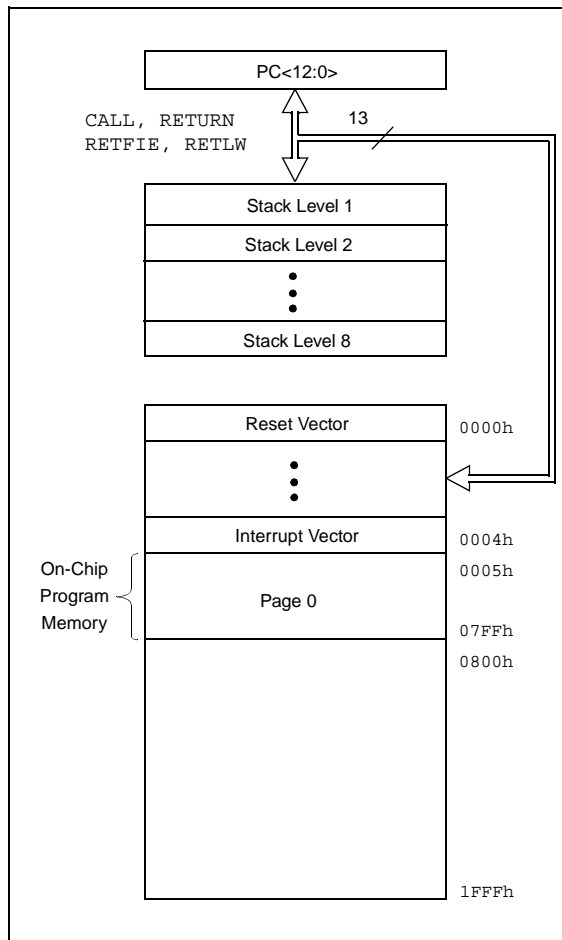 PC<12:0>
CALL, RETURN
RETFIE, RETLW
13
Stack Level 1
Stack Level 2
Stack Level 8
Reset Vector
0000h
Interrupt Vector
0004h
On-Chip
Program
Memory
Page 0
0005h
07FFh
0800h
1FFFh